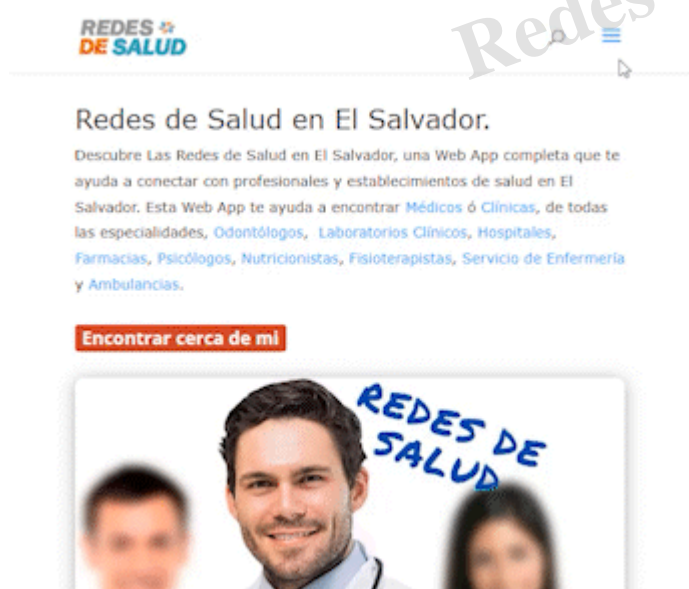 REDES
DE SALUD
Redes
Redes de Salud en El Salvador.
Descubre Las Redes de Salud en El Salvador, una Web App completa que te
ayuda a conectar con profesionales y establecimientos de salud en El
Salvador. Esta Web App te ayuda a encontrar Médicos ó Clínicas, de todas
las especialidades, Odontólogos, Laboratorios Clínicos, Hospitales,
Farmacias, Psicólogos, Nutricionistas, Fisioterapistas, Servicio de Enfermería
y Ambulancias.
Encontrar cerca de mi
REDES DE
SALUD